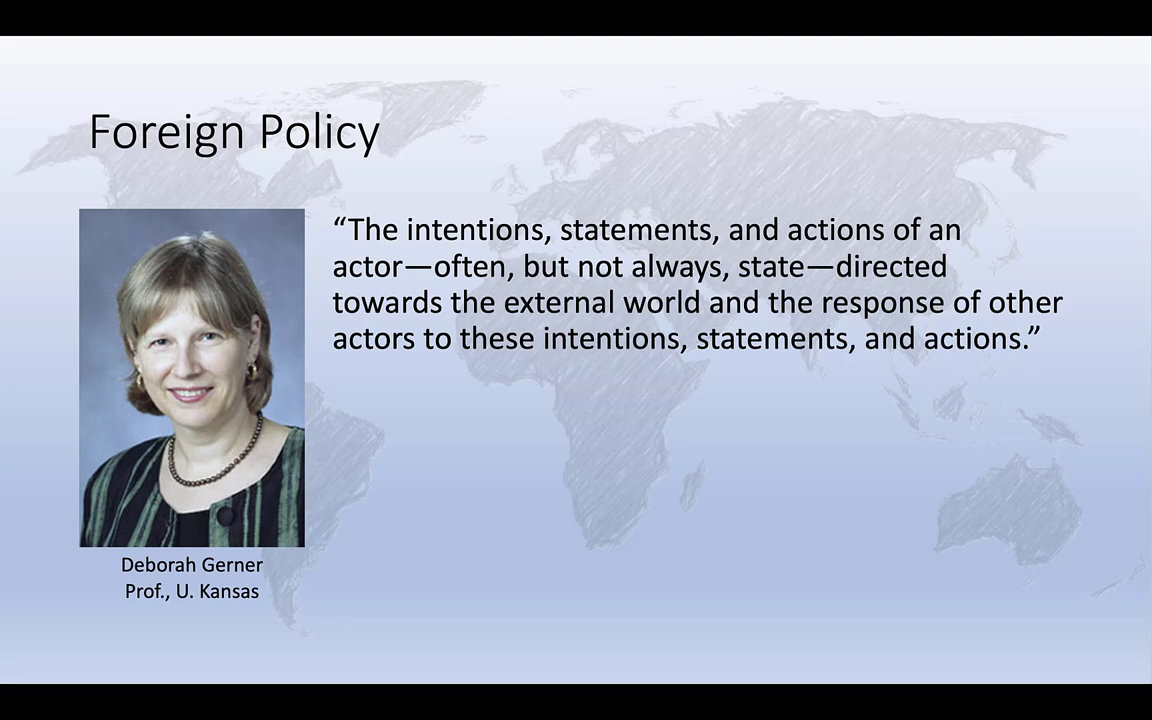 Foreign Policy
“The intentions, statements, and actions of an
actor—often, but not always, state—directed
towards the external world and the response of other
actors to these intentions, statements, and actions.”
Deborah Gerner
Prof., U. Kansas